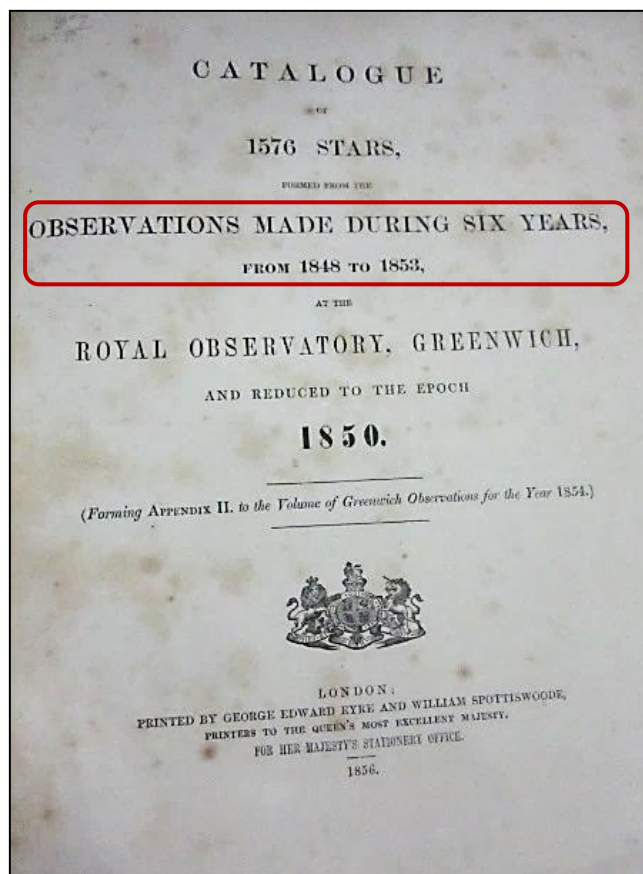 CATALOGUE
OF
1576 STARS,
FORMED FROM THE
OBSERVATIONS MADE DURING SIX YEARS,
FROM 1848 TO 1853,
AT THE
ROYAL OBSERVATORY, GREENWICH,
AND REDUCED TO THE EPOCH
1850.
(Forming APPENDIX II. to the Volume of Greenwich Observations for the Year 1854.)
LONDON:
PRINTED BY GEORGE EDWARD EYRE AND WILLIAM SPOTTISWOODE,
PRINTERS TO THE QUEEN'S MOST EXCELLENT MAJESTY.
FOR HER MAJESTY'S STATIONERY OFFICE.
1856.